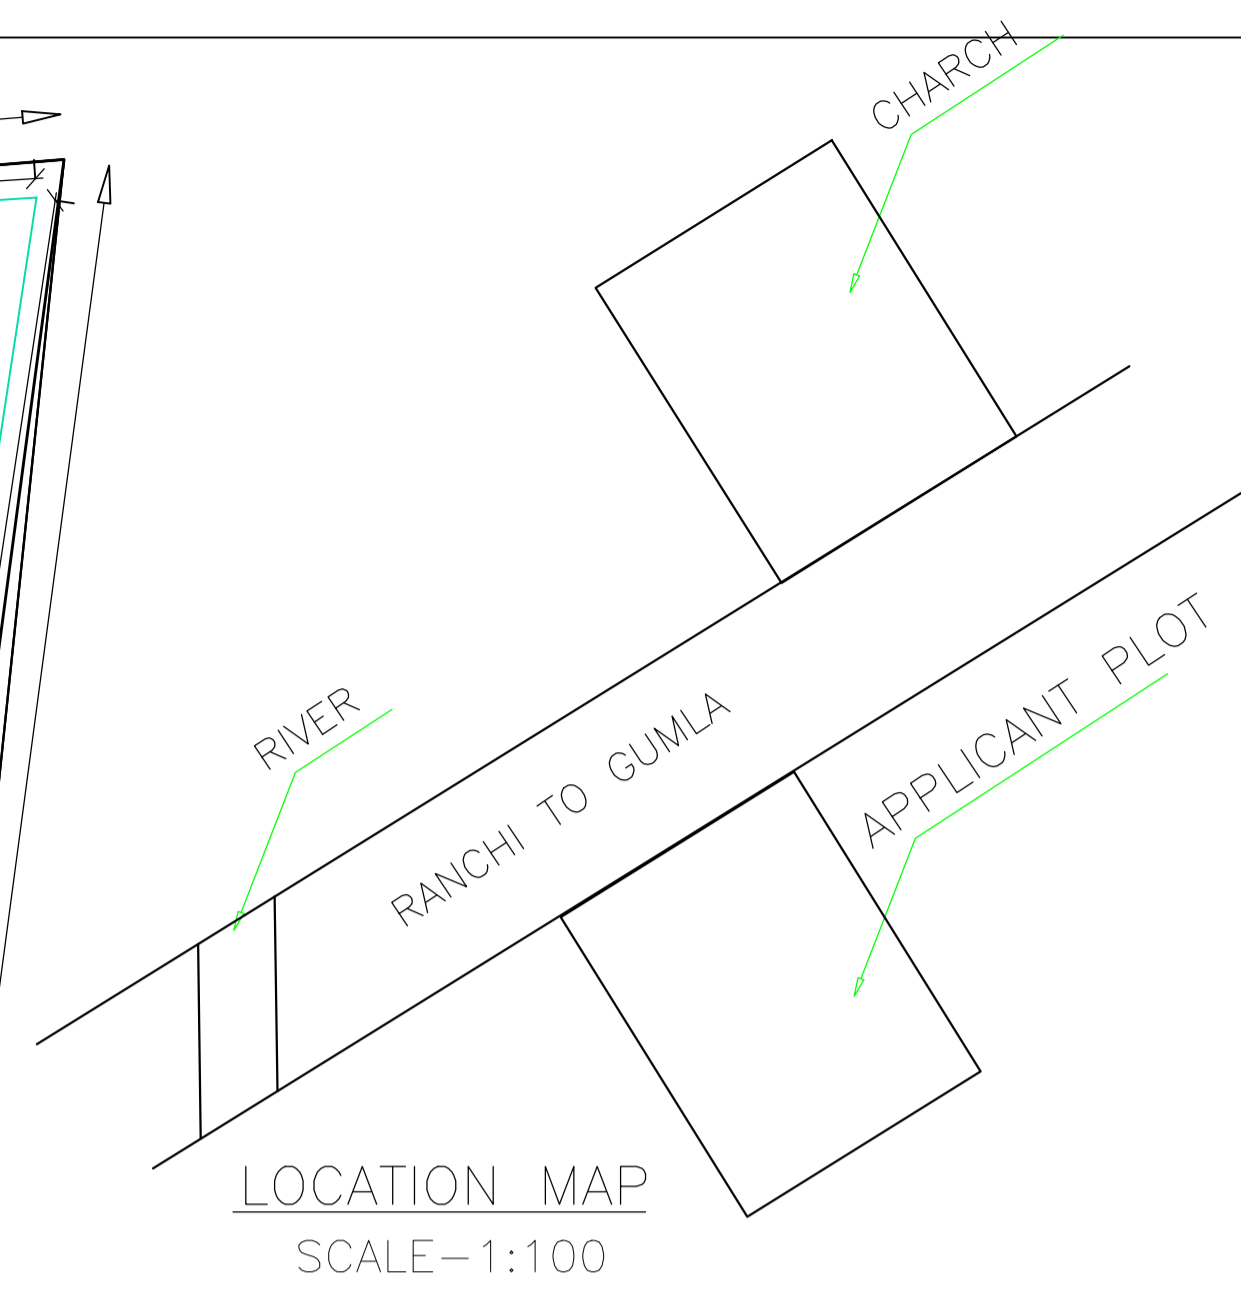 CHARCH
APPLICANT PLOT
RIVER
RANCHI TO GUMLA
LOCATION MAP
SCALE-1:100